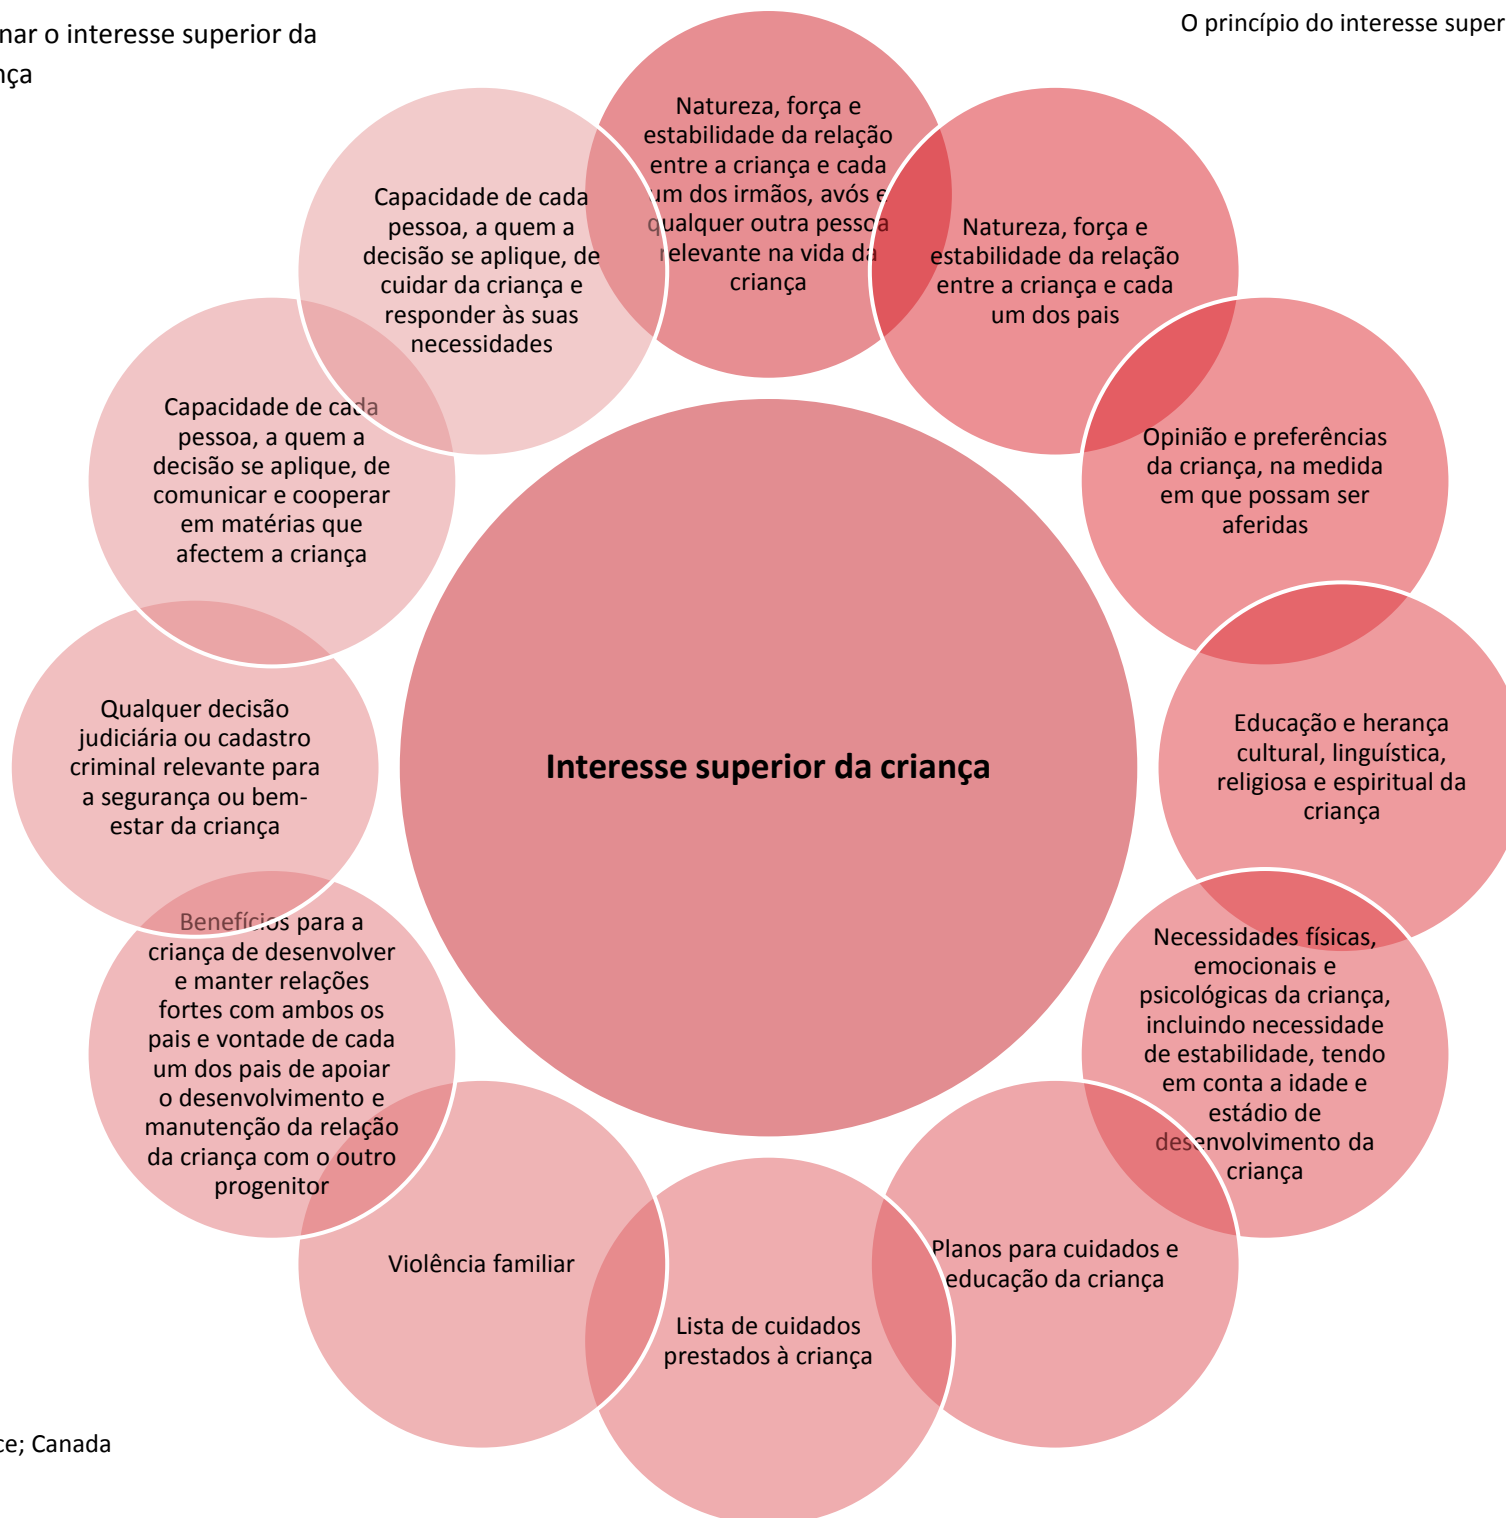 o interesse superior da
O princípio do interesse
Natureza, força e
estabilidade da relação
entre a criança e cada
um dos irmãos, avós e
qualquer outra pessoa
relevante na vida da
criança
Natureza, força e
estabilidade da relação
entre a criança e cada
um dos pais
Opinião e preferências
da criança, na medida
em que possam ser
aferidas
Educação e herança
cultural, linguística,
religiosa e espiritual da
criança
Necessidades físicas,
emocionais e
psicológicas da criança,
incluindo necessidade
de estabilidade, tendo
em conta a idade e
estádio de
desenvolvimento da
criança
Planos para cuidados e
educação da criança
Lista de cuidados
prestados à criança
Violência familiar
Benefícios para a
criança de desenvolver
e manter relações
fortes com ambos os
pais e vontade de cada
um dos pais de apoiar
o desenvolvimento e
manutenção da relação
da criança com o outro
progenitor
Qualquer decisão
judiciária ou cadastro
criminal relevante para
a segurança ou bem-
estar da criança
Capacidade de cada
pessoa, a quem a
decisão se aplique, de
comunicar e cooperar
em matérias que
afectem a criança
Capacidade de cada
pessoa, a quem a
decisão se aplique, de
cuidar da criança e
responder às suas
necessidades
Interesse superior da criança
Canada